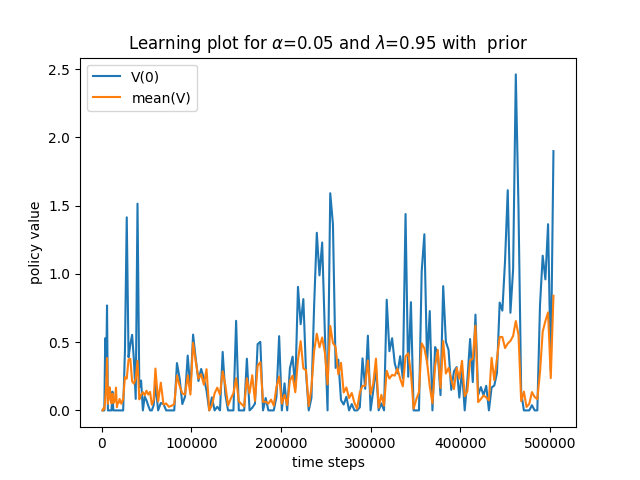 Learning plot for α=0.05 and λ=0.95 with  prior
V(0)
mean(V)
policy value
2.5
2.0
1.5
1.0
0.5
0.0
0 100000 200000 300000 400000 500000
time steps